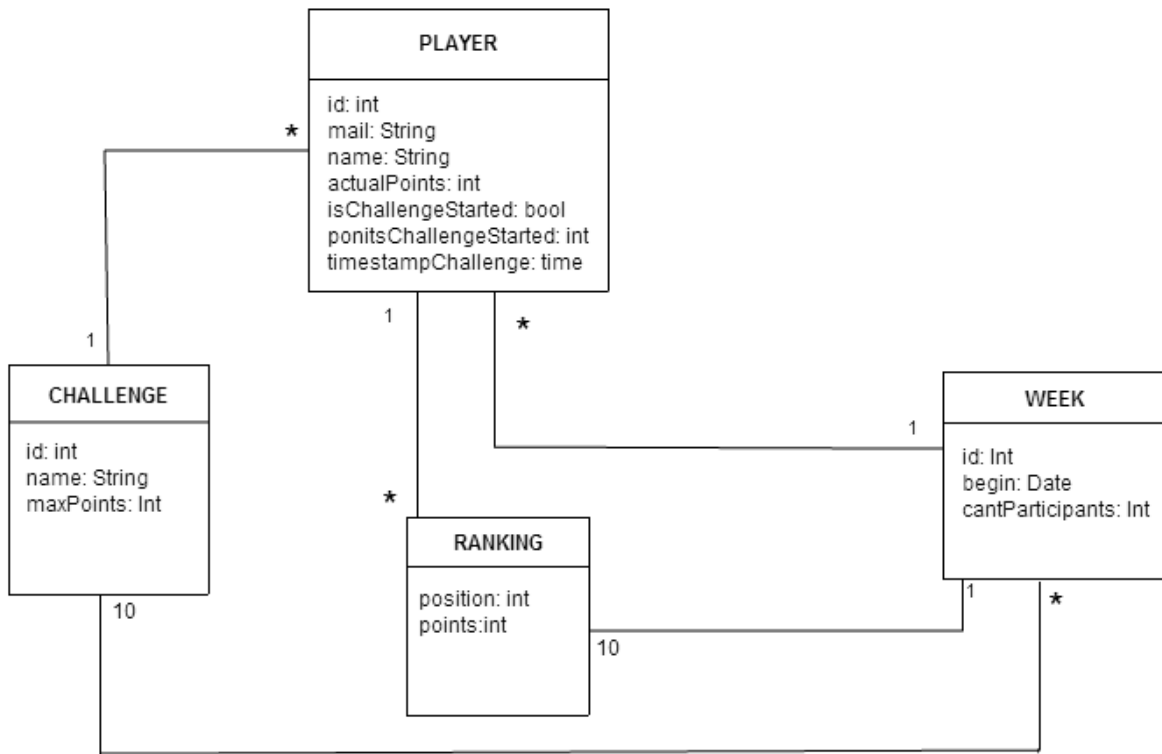 PLAYER
id: int
mail: String
name: String
actualPoints: int
isChallengeStarted: bool
ponitsChallengeStarted: int
timestampChallenge: time
*
1
1
*
CHALLENGE
id: int
name: String
maxPoints: Int
10
WEEK
id: Int
begin: Date
cantParticipants: Int
1
1
*
*
RANKING
position: int
points:int
10